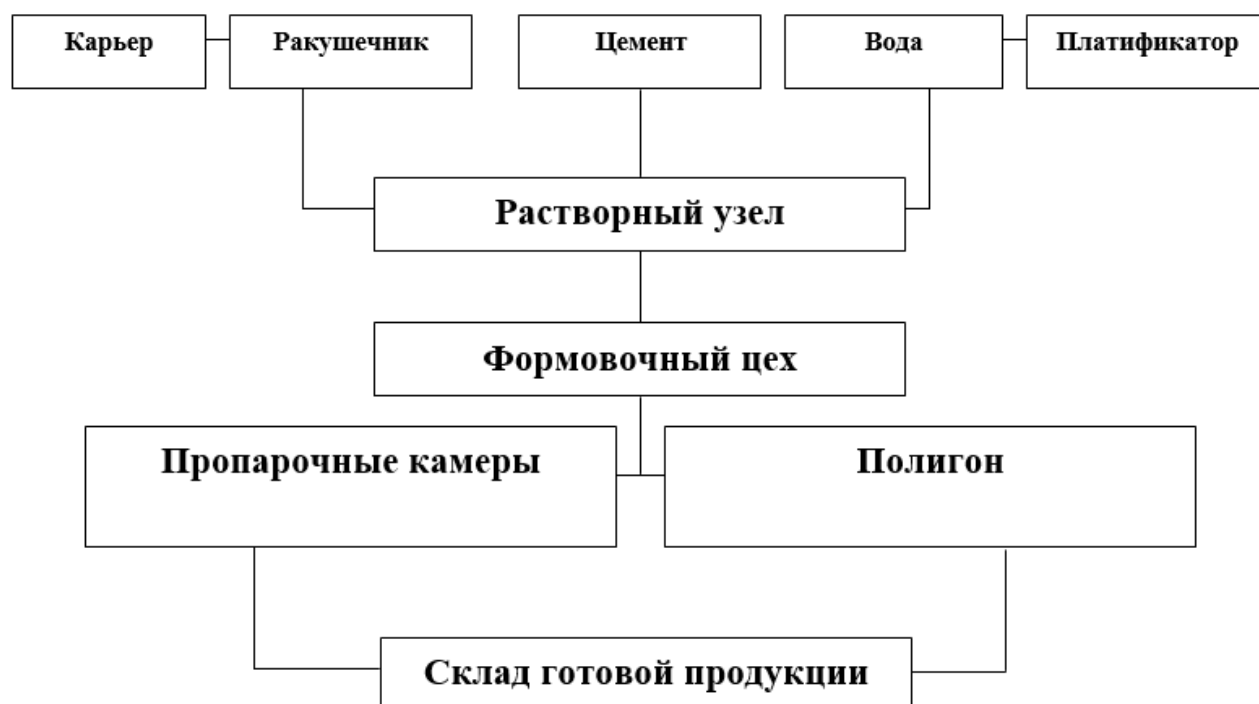 Карьер
Ракушечник
Цемент
Вода
Платификатор
Растворный узел
Формовочный цех
Пропарочные камеры
Полигон
Склад готовой продукции